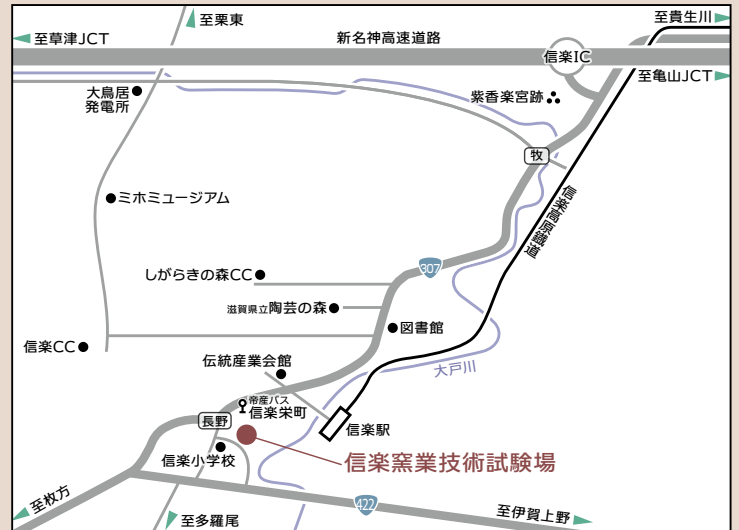 至栗東
至貴生川
至草津JCT
新名神高速道路
信楽IC
至亀山JCT
大鳥居
発電所
紫香楽宮跡
牧
ミホミュージアム
信楽高原鐵道
307
しがらきの森CC
滋賀県立陶芸の森
図書館
信楽CC
伝統産業会館
大戸川
帝産バス
信楽栄町
長野
信楽駅
信楽小学校
信楽窯業技術試験場
至枚方
422
至伊賀上野
至多羅尾